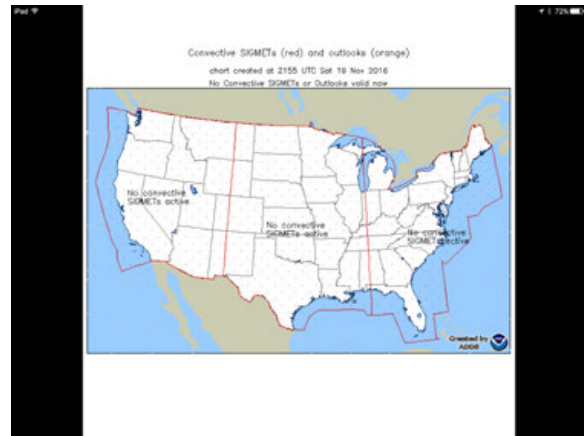 iPad
72%
Convective SIGMETs (red) and outlooks (orange)
chart created at 2155 UTC Sat 19 Nov 2016
No Convective SIGMETs or Outlooks valid now
No convective
SIGMETs active
No convective
SIGMETs active
No convective
SIGMETs active
Created by
ADDS